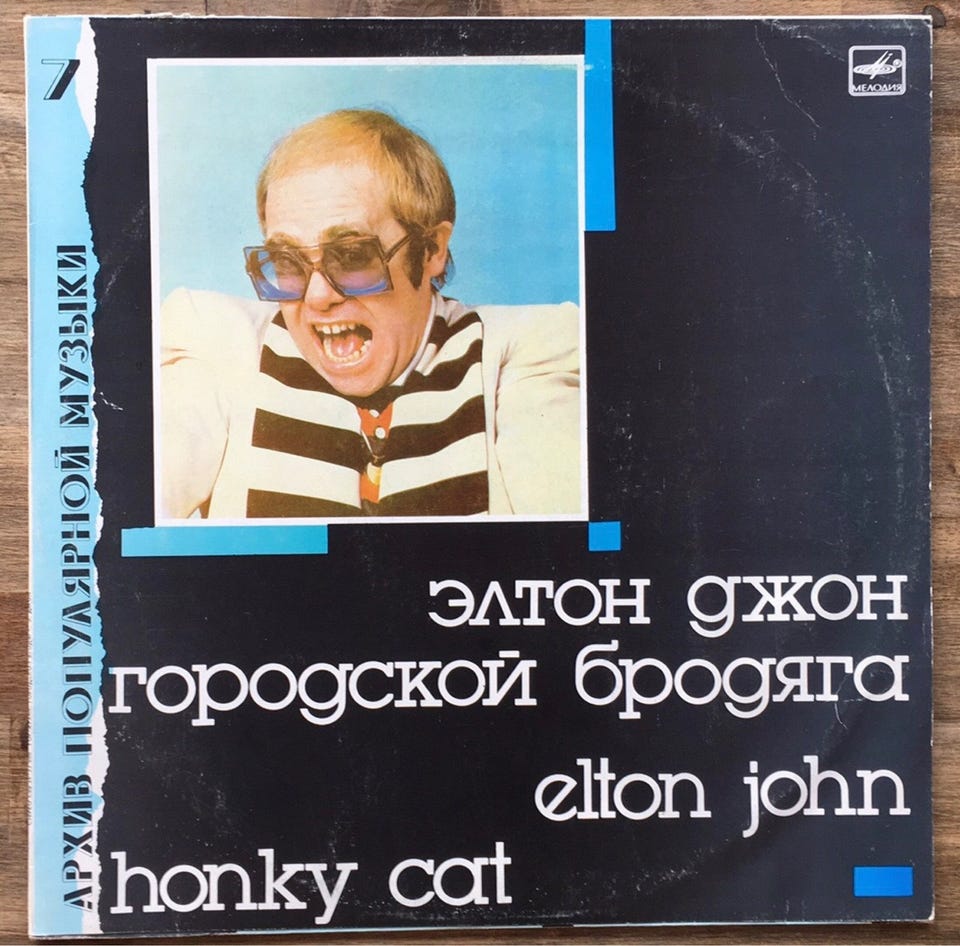 7
АРХИВ ПОПУЛЯРНОЙ МУЗЫКИ
МЕЛОДИЯ
элтон джон
городской бродяга
elton john
honky cat